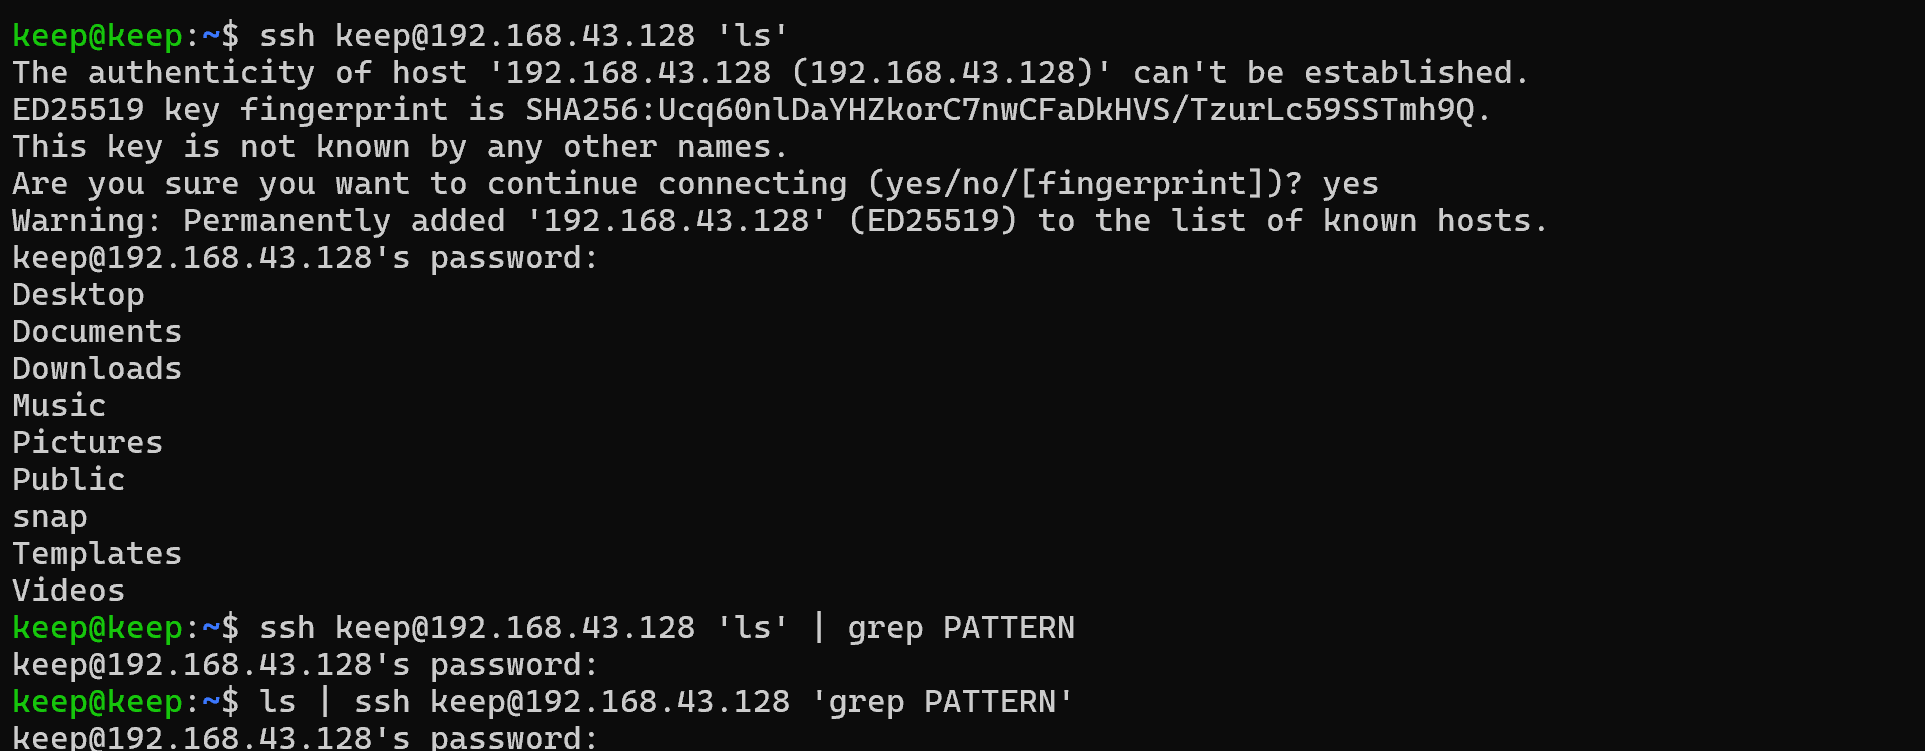 keep@keep:~$ ssh keep@192.168.43.128 'ls'
The authenticity of host '192.168.43.128 (192.168.43.128)' can't be established.
ED25519 key fingerprint is SHA256:Ucq60nlDaYHZkorC7nwCFaDkHVS/TzurLc59SSTmh9Q.
This key is not known by any other names.
Are you sure you want to continue connecting (yes/no/[fingerprint])? yes
Warning: Permanently added '192.168.43.128' (ED25519) to the list of known hosts.
keep@192.168.43.128's password:
Desktop
Documents
Downloads
Music
Pictures
Public
snap
Templates
Videos
keep@keep:~$ ssh keep@192.168.43.128 'ls' | grep PATTERN
keep@192.168.43.128's password:
keep@keep:~$ ls | ssh keep@192.168.43.128 'grep PATTERN'
keep@192.168.43.128's password: